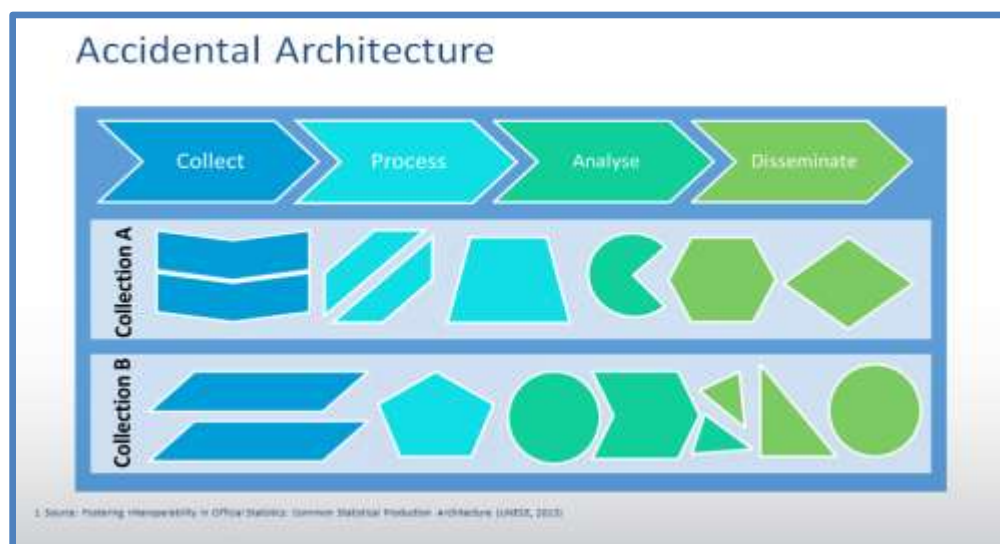 Accidental Architecture
Collect
Process
Analyse
Disseminate
Collection A
Collection B
1 Source: Fostering Interoperability in Official Statistics: Common Statistical Production Architecture (UNECE, 2013)